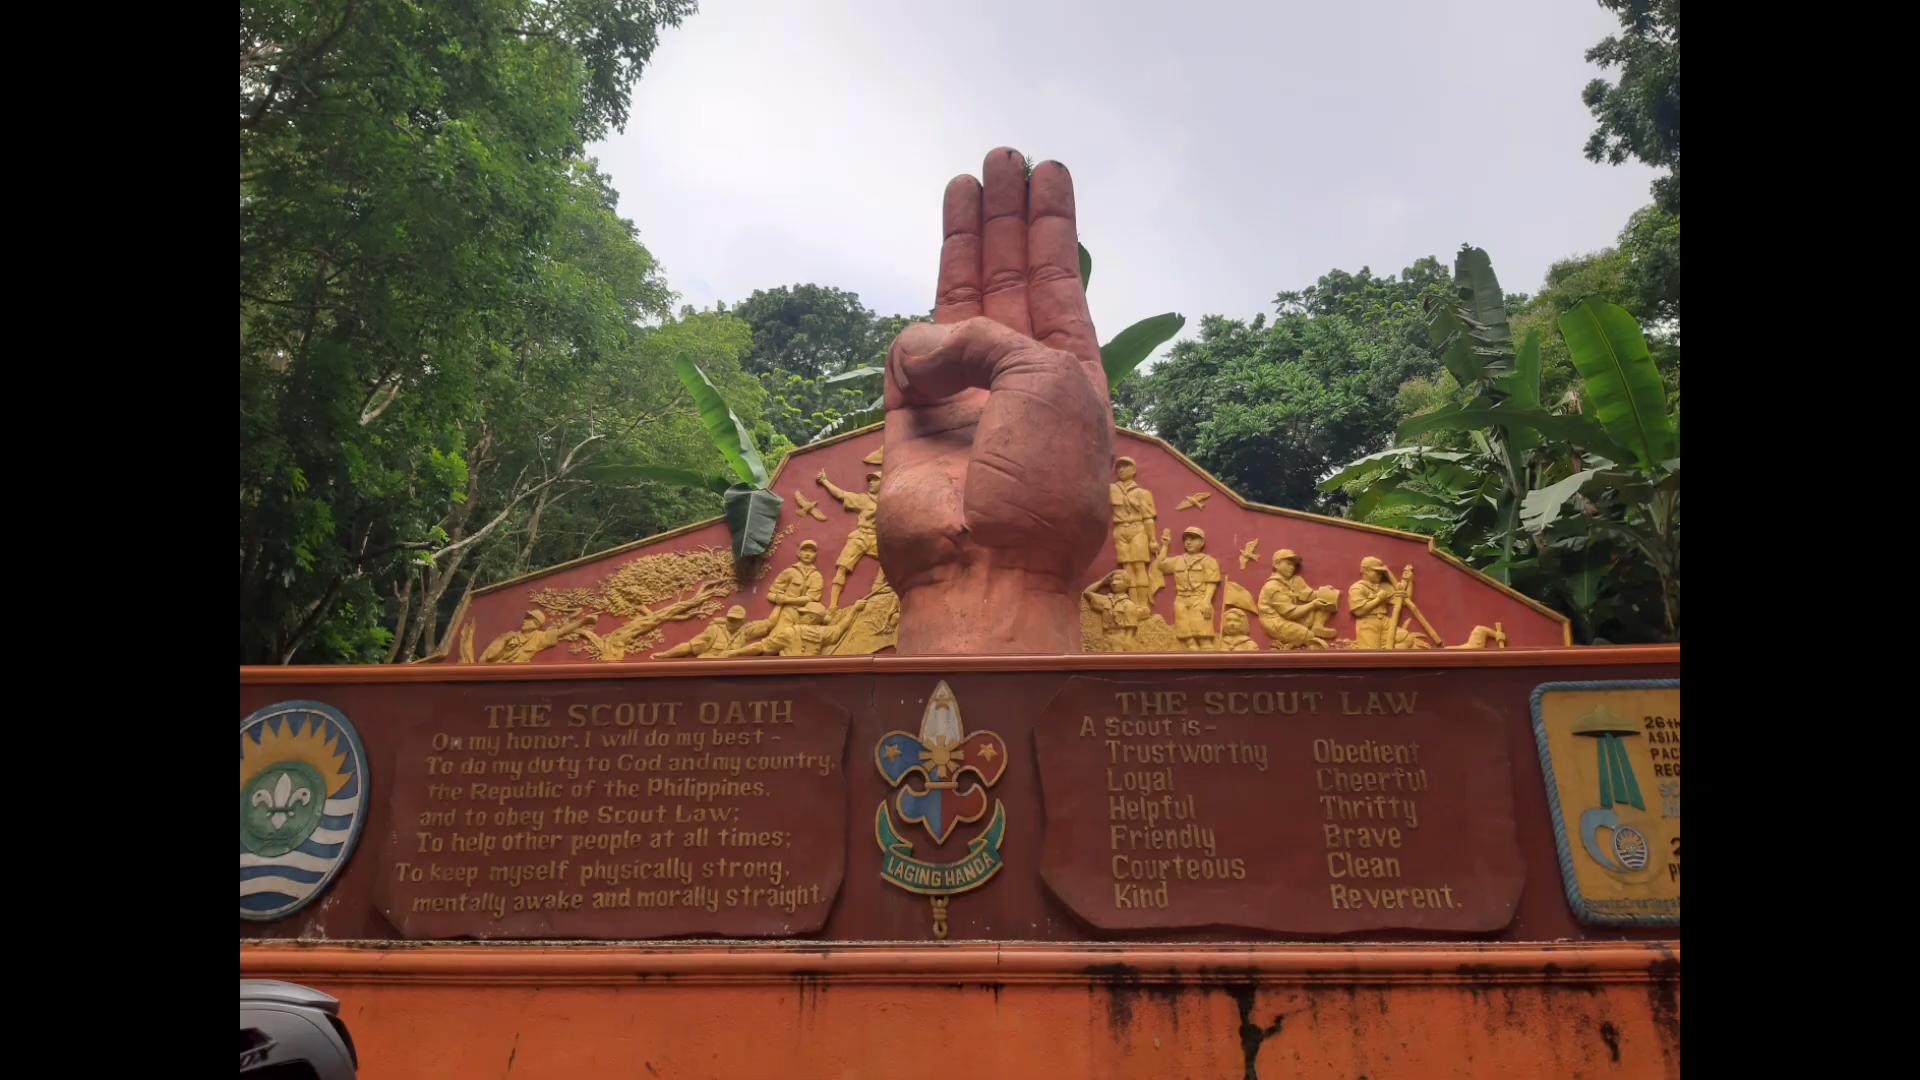 THE SCOUT OATH
On my honor, I will do my best -
To do my duty to God and my country,
the Republic of the Philippines,
and to obey the Scout Law;
To help other people at all times;
To keep myself physically strong,
mentally awake and morally straight.
LAGING HANDA
THE SCOUT LAW
A Scout is -
Trustworthy Obedient
Loyal Cheerful
Helpful Thrifty
Friendly Brave
Courteous Clean
Kind Reverent.
26th
ASIA
PAC
REG
SC
2